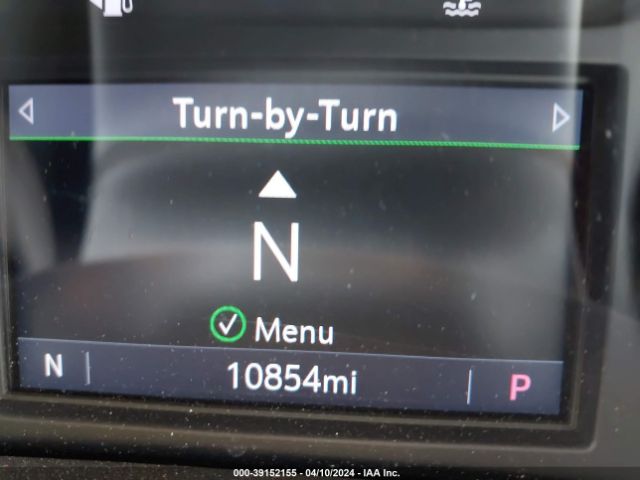 Turn-by-Turn
N
Menu
N 10854mi P
000-39152155 - 04/10/2024 - IAA Inc.